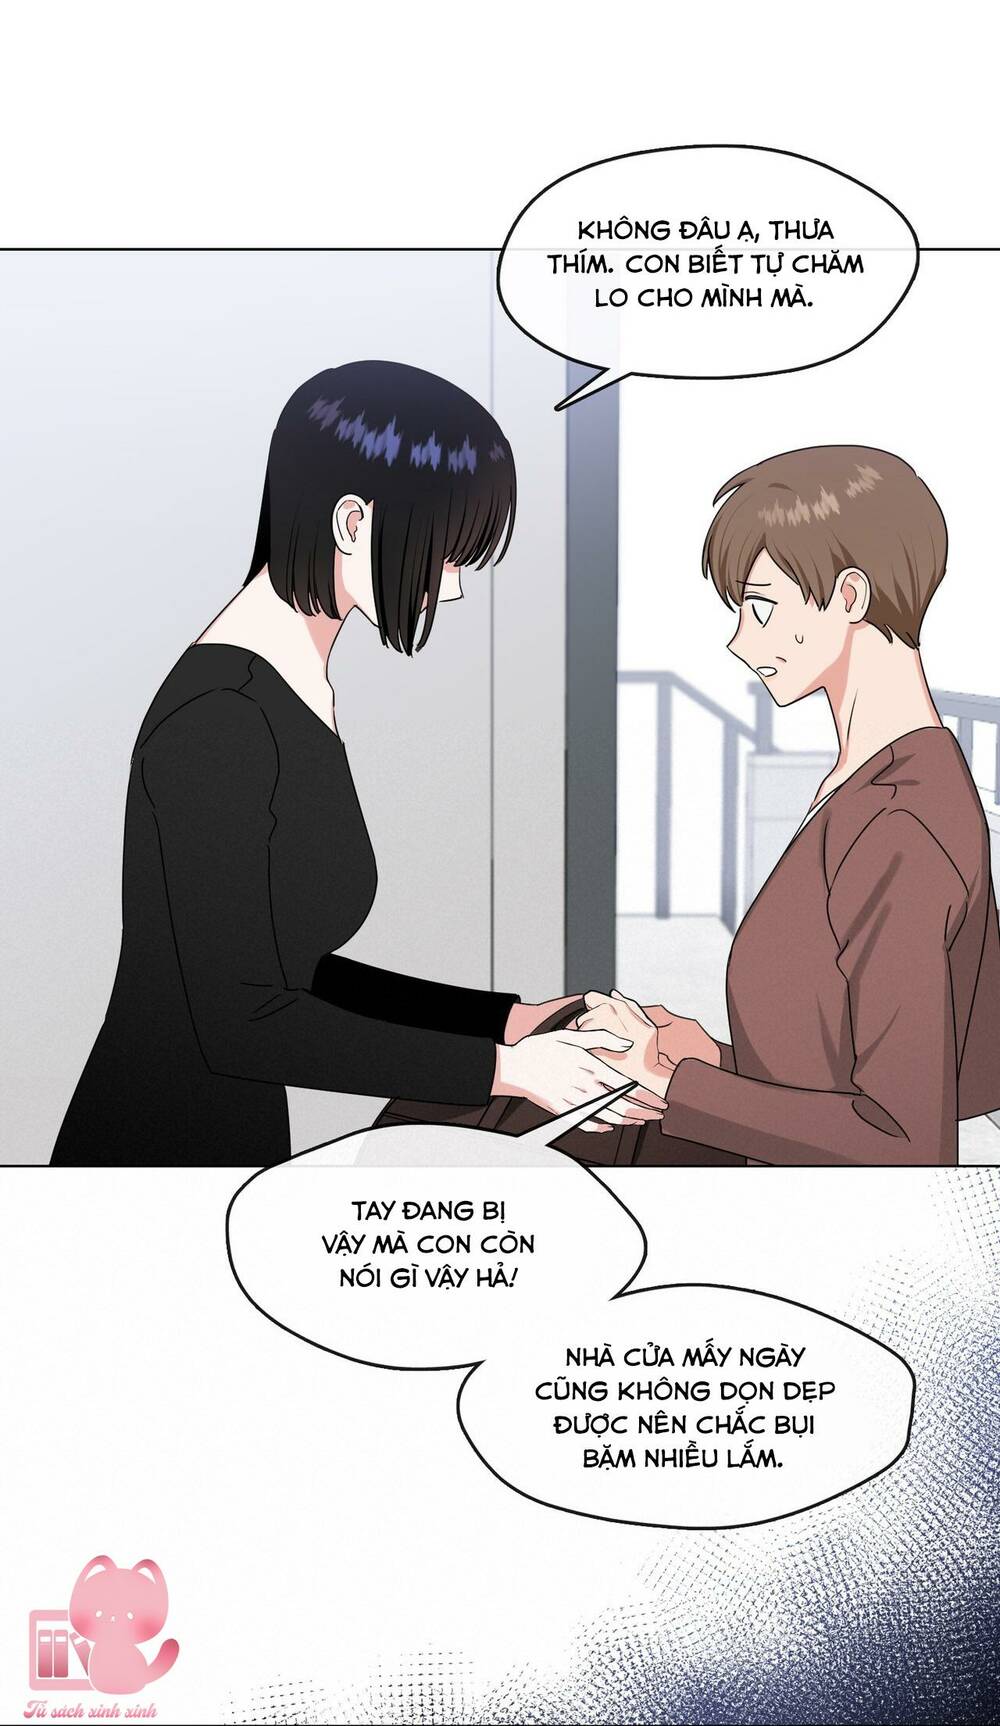 KHÔNG ĐÂU Ạ, THƯA
THÍM. CON BIẾT TỰ CHĂM
LO CHO MÌNH MÀ.
TAY ĐANG BỊ
VẬY MÀ CON CÒN
NÓI GÌ VẬY HẢ!
NHÀ CỬA MẤY NGÀY
CŨNG KHÔNG DỌN DẸP
ĐƯỢC NÊN CHẮC BỤI
BẶM NHIỀU LẮM.
Tủ sách xinh xinh